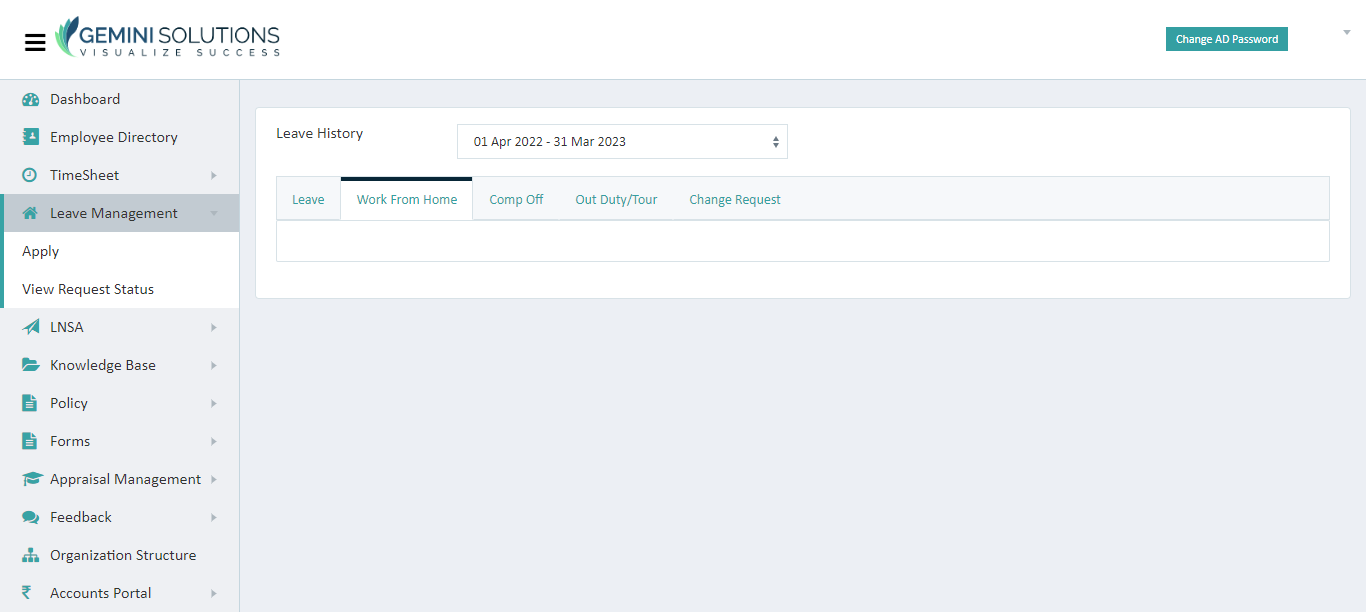 GEMINI SOLUTIONS
VISUALIZE SUCCESS
Change AD Password
Dashboard
Employee Directory
TimeSheet
Leave Management
Apply
View Request Status
LNSA
Knowledge Base
Policy
Forms
Appraisal Management
Feedback
Organization Structure
Accounts Portal
Leave History
01 Apr 2022 - 31 Mar 2023
Leave Work From Home Comp Off Out Duty/Tour Change Request